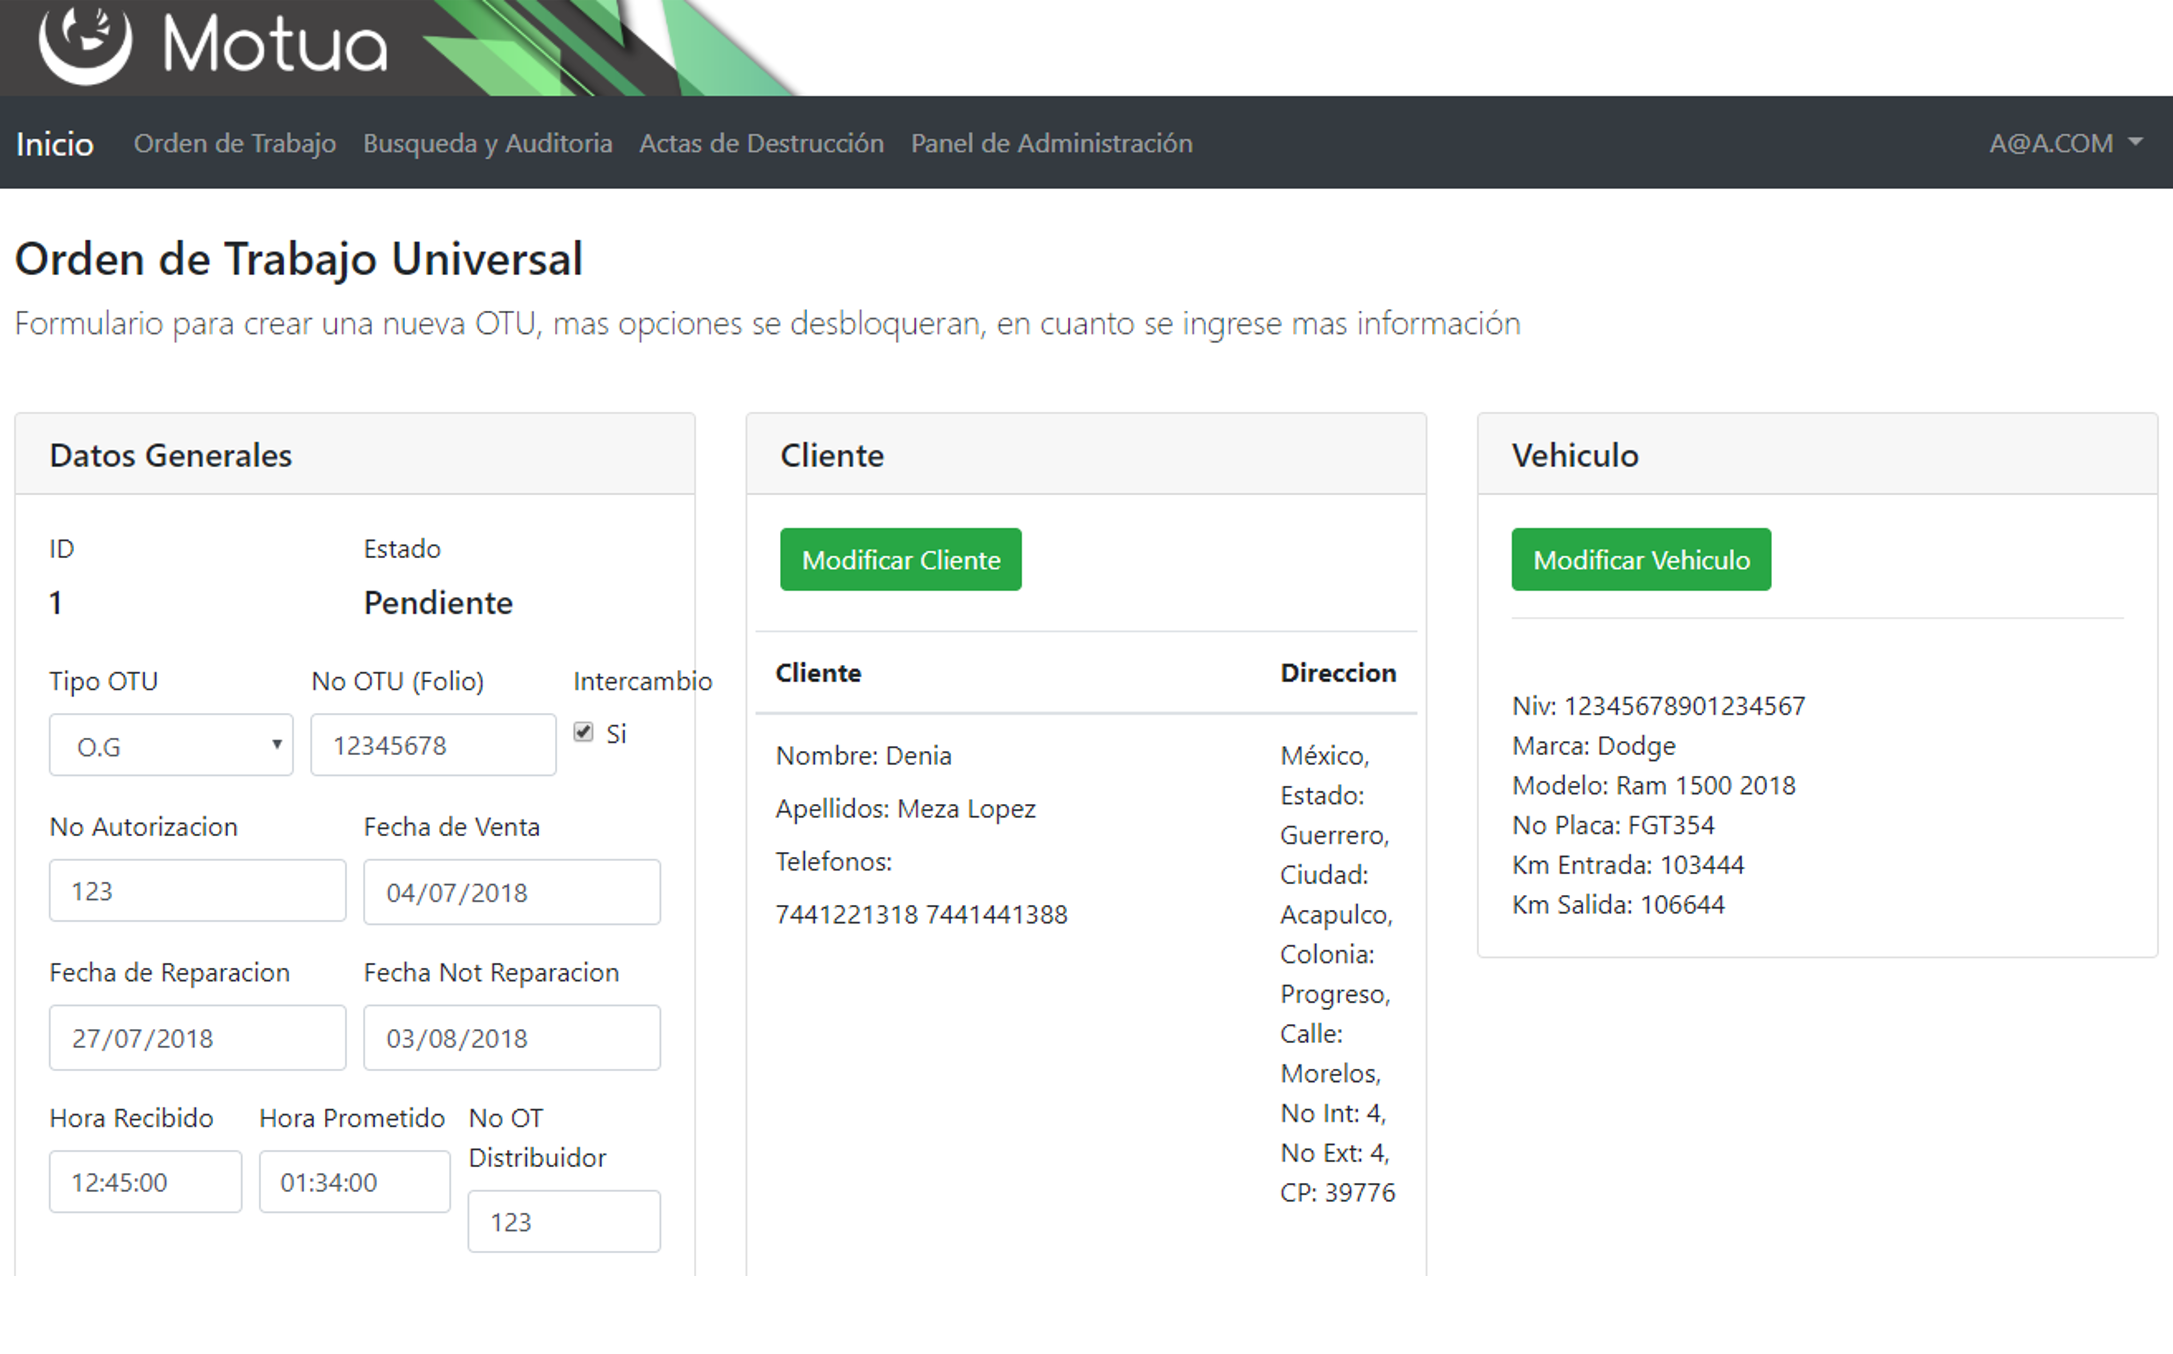 Motua
Inicio Orden de Trabajo Busqueda y Auditoria Actas de Destrucción Panel de Administración A@A.COM
Orden de Trabajo Universal
Formulario para crear una nueva OTU, mas opciones se desbloqueran, en cuanto se ingrese mas información
Datos Generales
ID Estado
1 Pendiente
Tipo OTU No OTU (Folio) Intercambio
O.G 12345678 Si
No Autorizacion Fecha de Venta
123 04/07/2018
Fecha de Reparacion Fecha Not Reparacion
27/07/2018 03/08/2018
Hora Recibido Hora Prometido No OT
Distribuidor
12:45:00 01:34:00
123
Cliente
Modificar Cliente
Cliente Direccion
Nombre: Denia
Apellidos: Meza Lopez
Telefonos:
7441221318 7441441388
México,
Estado:
Guerrero,
Ciudad:
Acapulco,
Colonia:
Progreso,
Calle:
Morelos,
No Int: 4,
No Ext: 4,
CP: 39776
Vehiculo
Modificar Vehiculo
Niv: 12345678901234567
Marca: Dodge
Modelo: Ram 1500 2018
No Placa: FGT354
Km Entrada: 103444
Km Salida: 106644